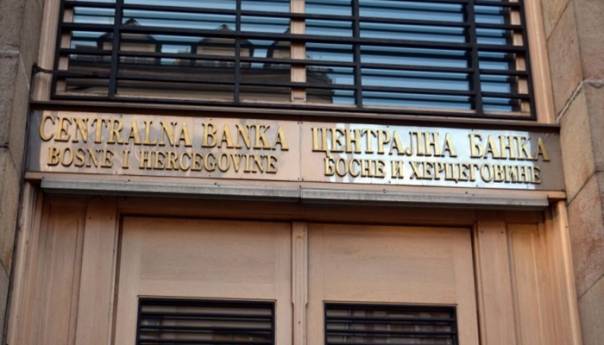 CENTRALNA BANKA
BOSNE I HERCEGOVINE
ЦЕНТРАЛНА БАНКА
БОСНЕ И ХЕРЦЕГОВИНЕ